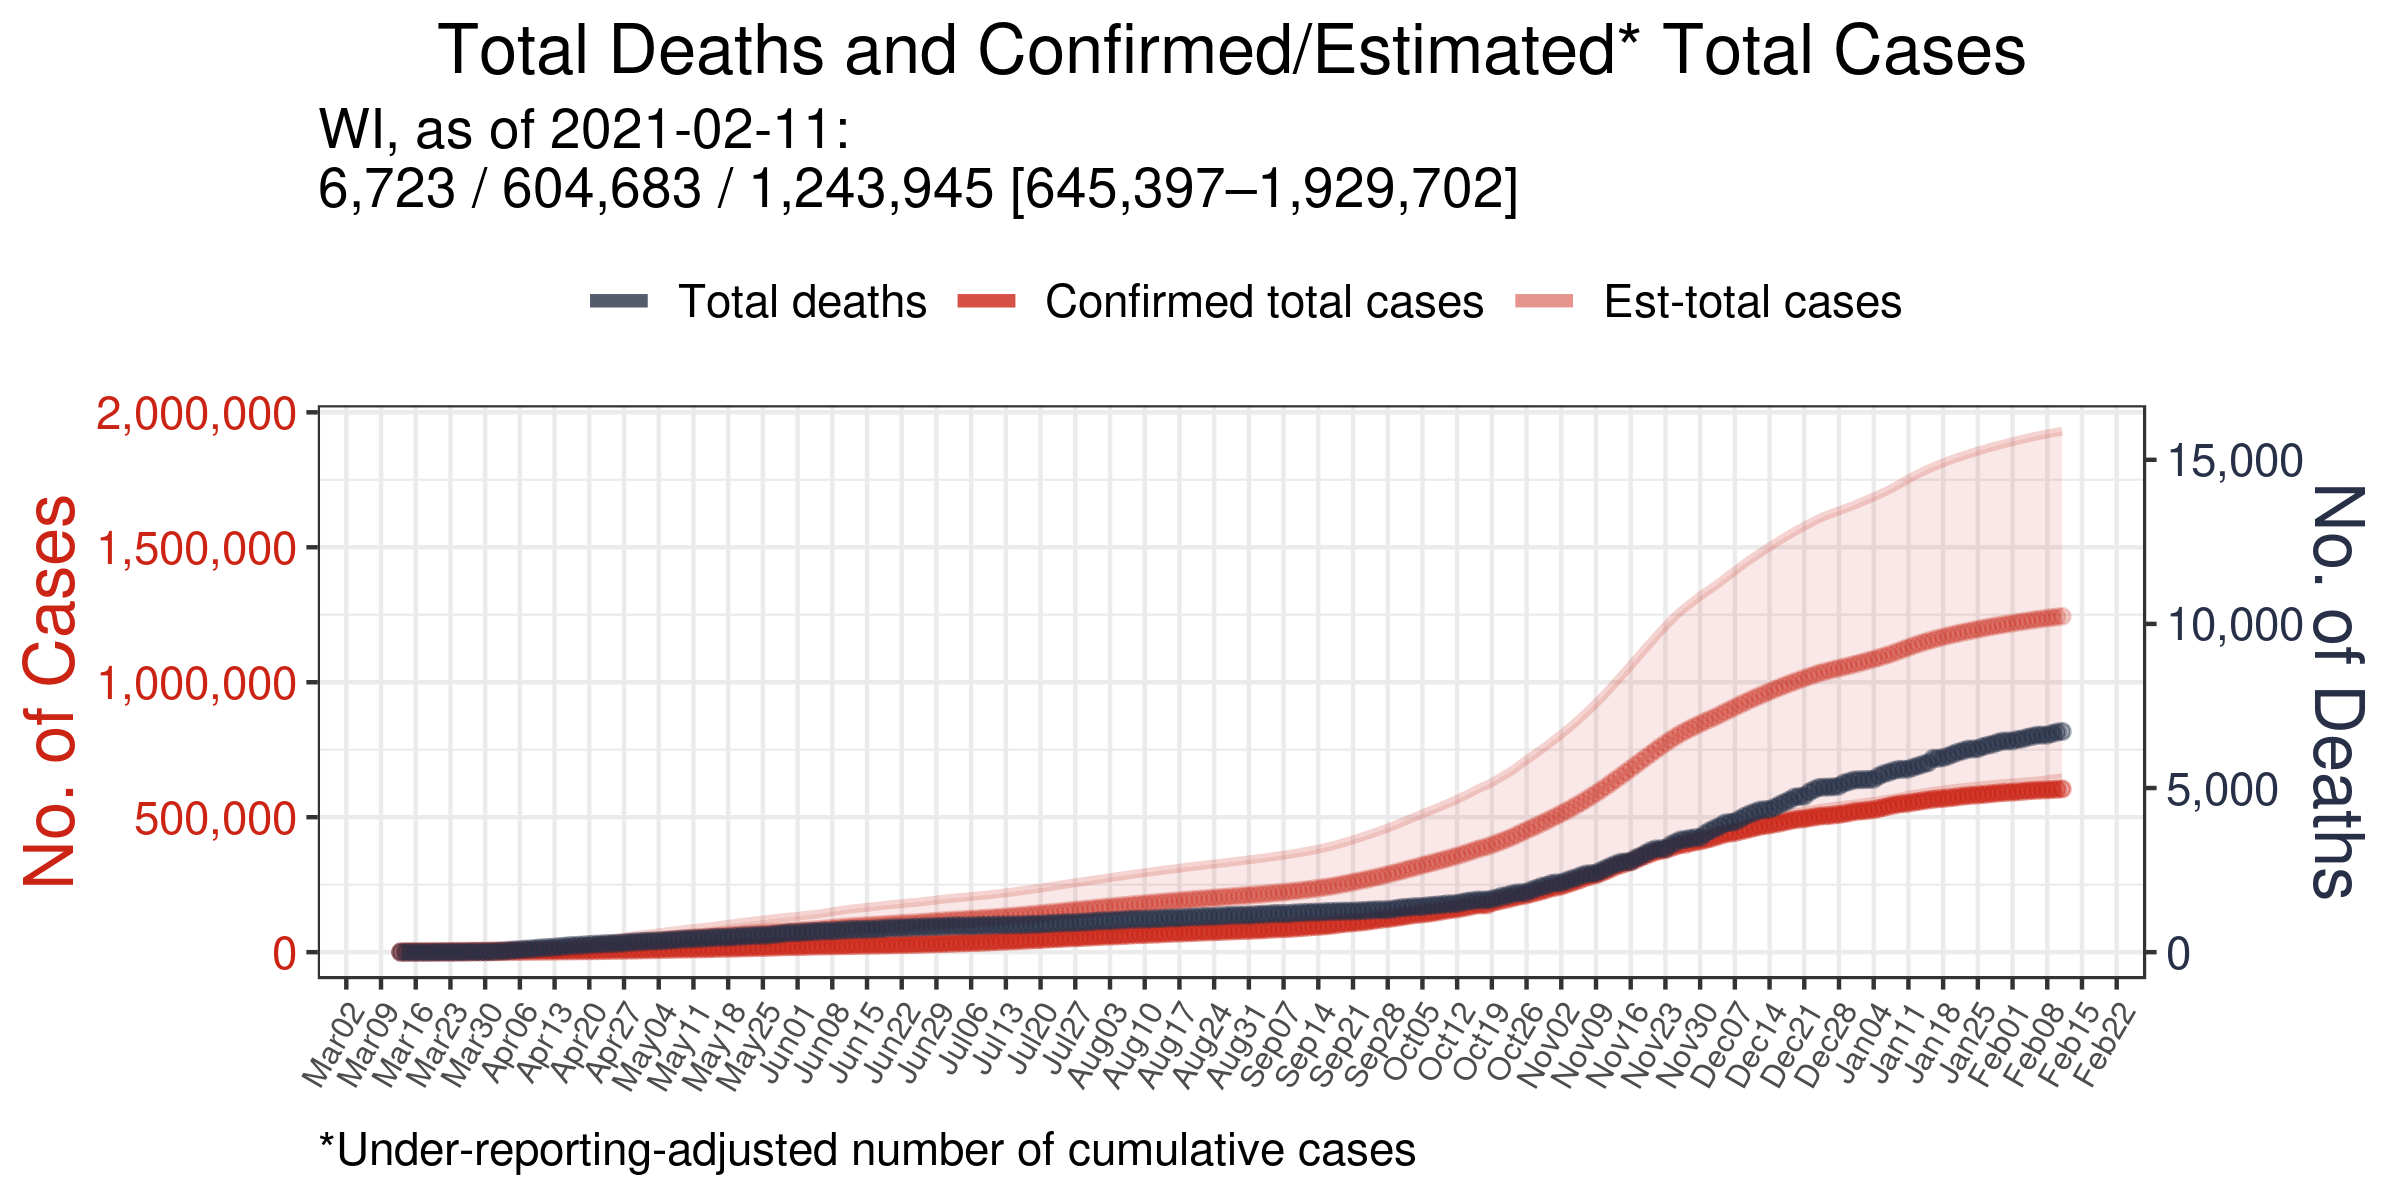 Total Deaths and Confirmed/Estimated* Total Cases
WI, as of 2021-02-11:
6,723 / 604,683 / 1,243,945 [645,397–1,929,702]
Total deaths
Confirmed total cases
Est-total cases
No. of Cases
2,000,000
1,500,000
1,000,000
500,000
0
15,000
10,000
5,000
0
No. of Deaths
Mar02
Mar09
Mar16
Mar23
Mar30
Apr06
Apr13
Apr20
Apr27
May04
May11
May18
May25
Jun01
Jun08
Jun15
Jun22
Jun29
Jul06
Jul13
Jul20
Jul27
Aug03
Aug10
Aug17
Aug24
Aug31
Sep07
Sep14
Sep21
Sep28
Oct05
Oct12
Oct19
Oct26
Nov02
Nov09
Nov16
Nov23
Nov30
Dec07
Dec14
Dec21
Dec28
Jan04
Jan11
Jan18
Jan25
Feb01
Feb08
Feb15
Feb22
*Under-reporting-adjusted number of cumulative cases